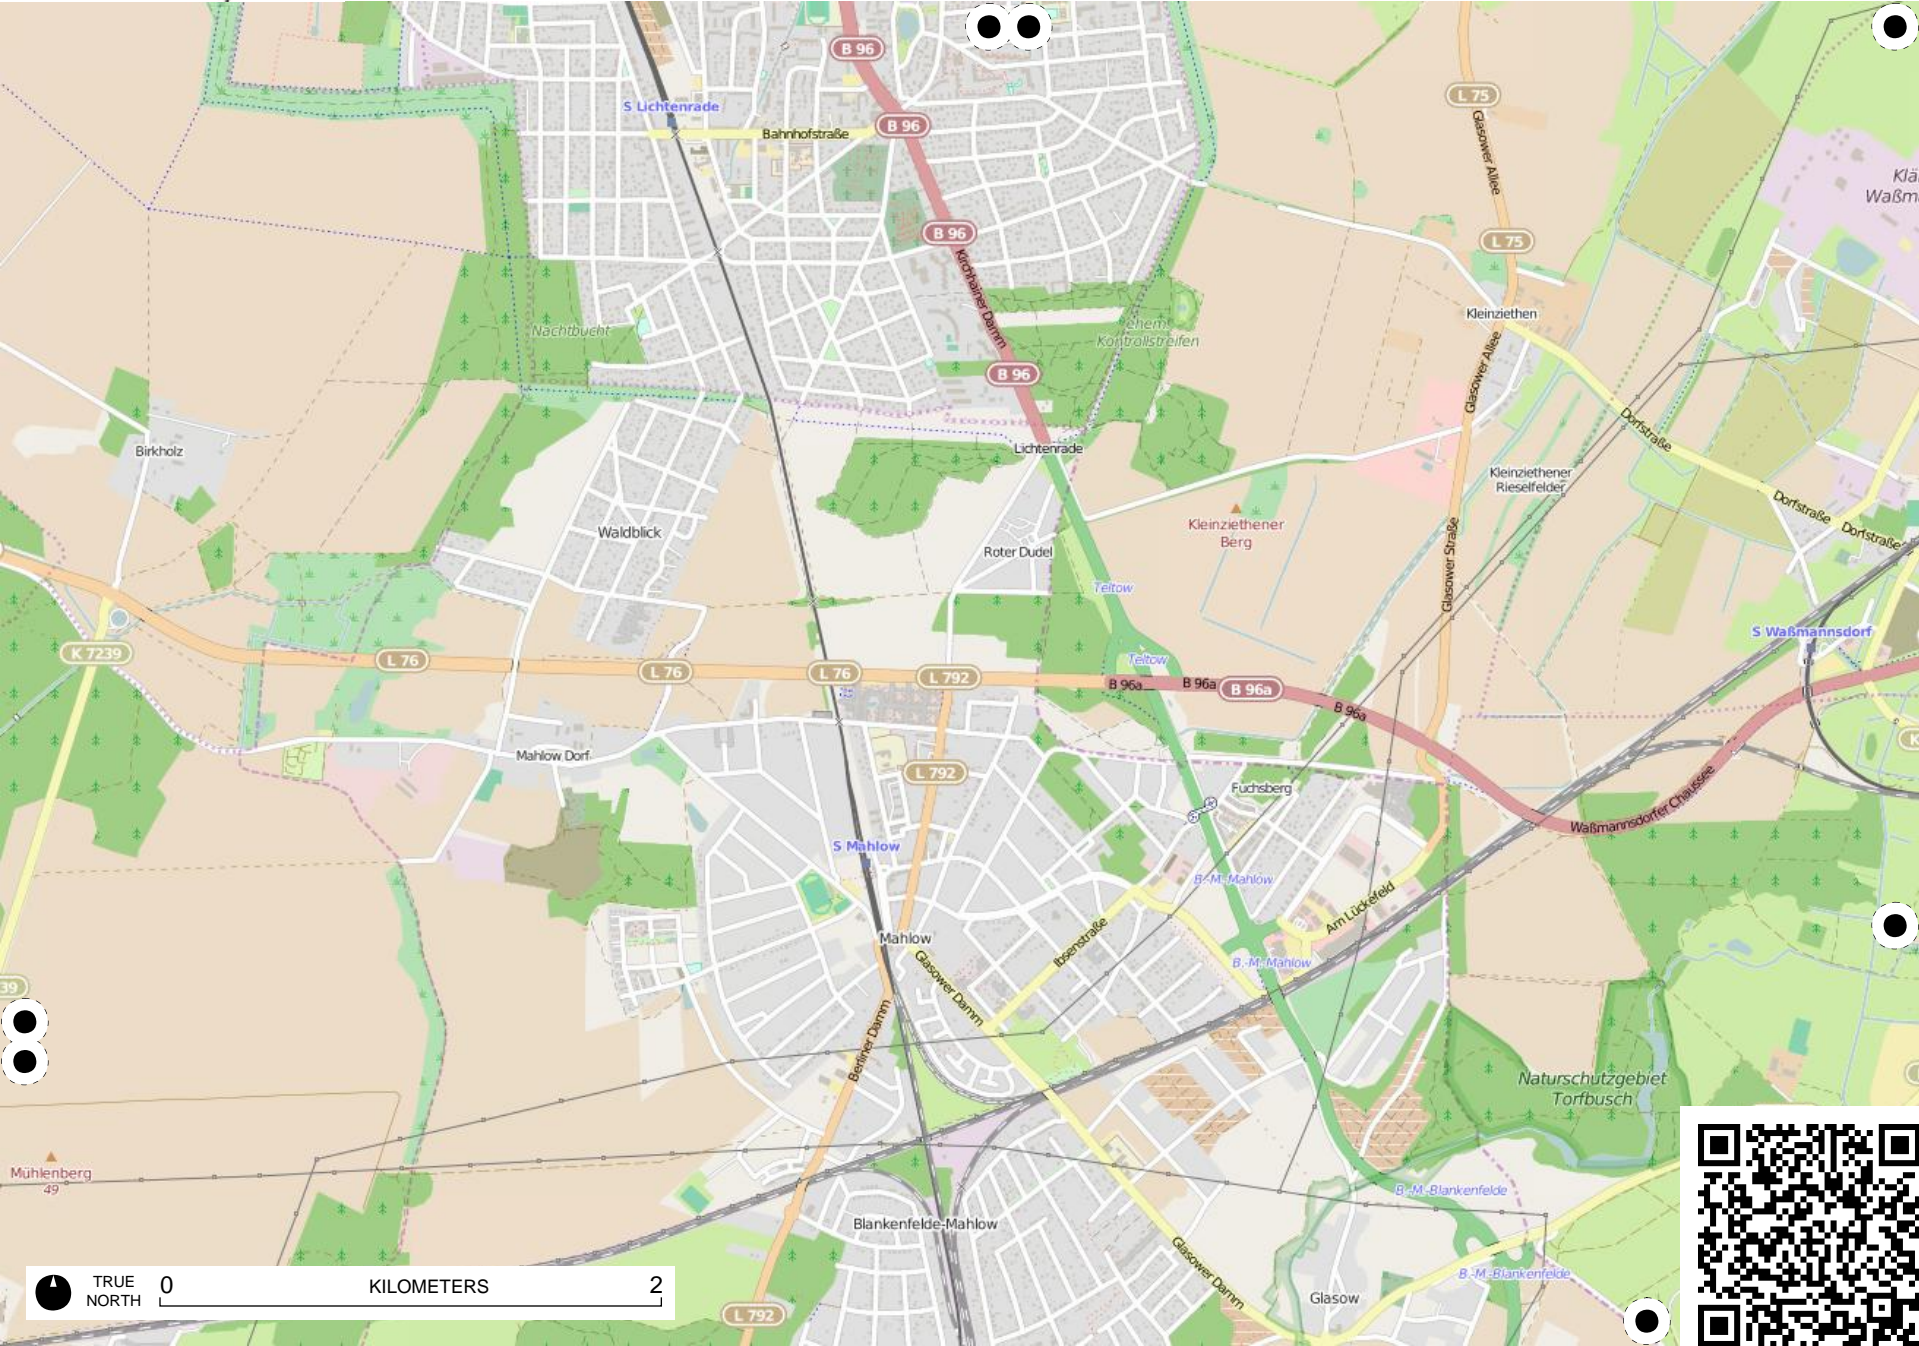 B 96
L 75
S Lichtenrade
Bahnhofstraße
B 96
Glasower Allee
B 96
L 75
Kirchhainer Damm
Kleinziethen
Nachtbucht
ehem.
Kontrollstreifen
Glasower Allee
B 96
Dorfstraße
Birkholz
Lichtenrade
Kleinziethener
Rieselfelder
Dorfstraße
Dorfstraße
Waldblick
Kleinziethener
Berg
Roter Dudel
Glasower Straße
Teltow
S Waßmannsdorf
K 7239
L 76
L 76
L 76
L 792
Teltow
B 96a
B 96a
B 96a
B 96a
Mahlow Dorf
L 792
Fuchsberg
Waßmannsdorfer Chaussee
S Mahlow
B.-M.-Mahlow
Am Lückefeld
Ibsenstraße
Mahlow
Glasower Damm
B.-M.-Mahlow
39
Berliner Damm
Naturschutzgebiet
Torfbusch
Mühlenberg
49
B.-M.-Blankenfelde
Blankenfelde-Mahlow
Glasower Damm
B.-M.-Blankenfelde
Glasow
L 792
TRUE
NORTH
0
KILOMETERS
2